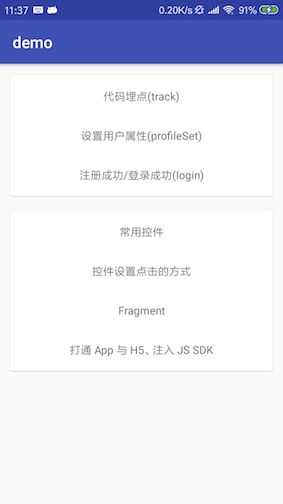 11:37 0.20K/s 91%
demo
代码埋点(track)
设置用户属性(profileSet)
注册成功/登录成功(login)
常用控件
控件设置点击的方式
Fragment
打通 App 与 H5、注入 JS SDK